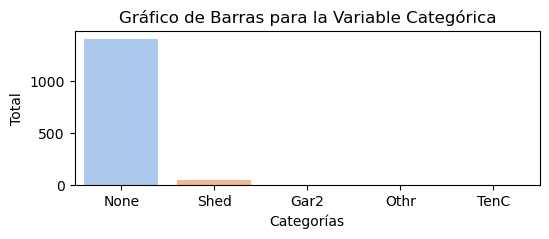 Gráfico de Barras para la Variable Categórica
Total
1000
500
0
None Shed Gar2 Othr TenC
Categorías